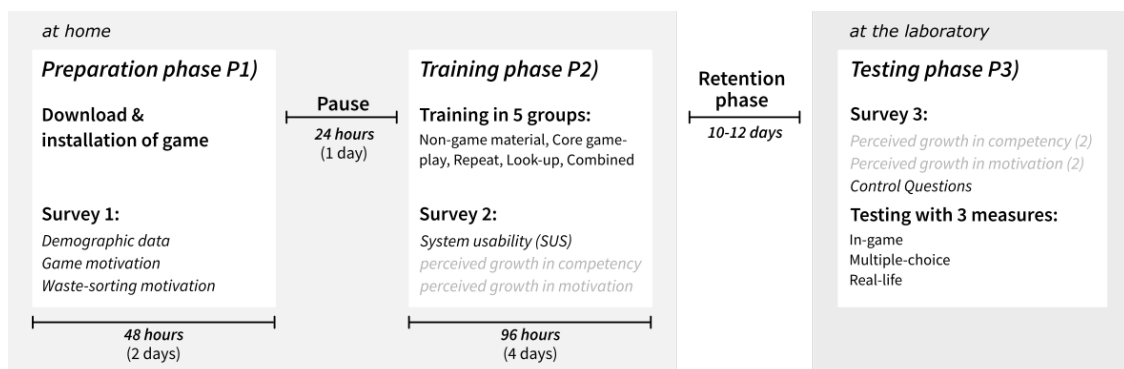 at home
Preparation phase P1)
Download &
installation of game
Survey 1:
Demographic data
Game motivation
Waste-sorting motivation
48 hours
(2 days)
Pause
24 hours
(1 day)
Training phase P2)
Training in 5 groups:
Non-game material, Core game-
play, Repeat, Look-up, Combined
Survey 2:
System usability (SUS)
perceived growth in competency
perceived growth in motivation
96 hours
(4 days)
Retention
phase
10-12 days
at the laboratory
Testing phase P3)
Survey 3:
Perceived growth in competency (2)
Perceived growth in motivation (2)
Control Questions
Testing with 3 measures:
In-game
Multiple-choice
Real-life